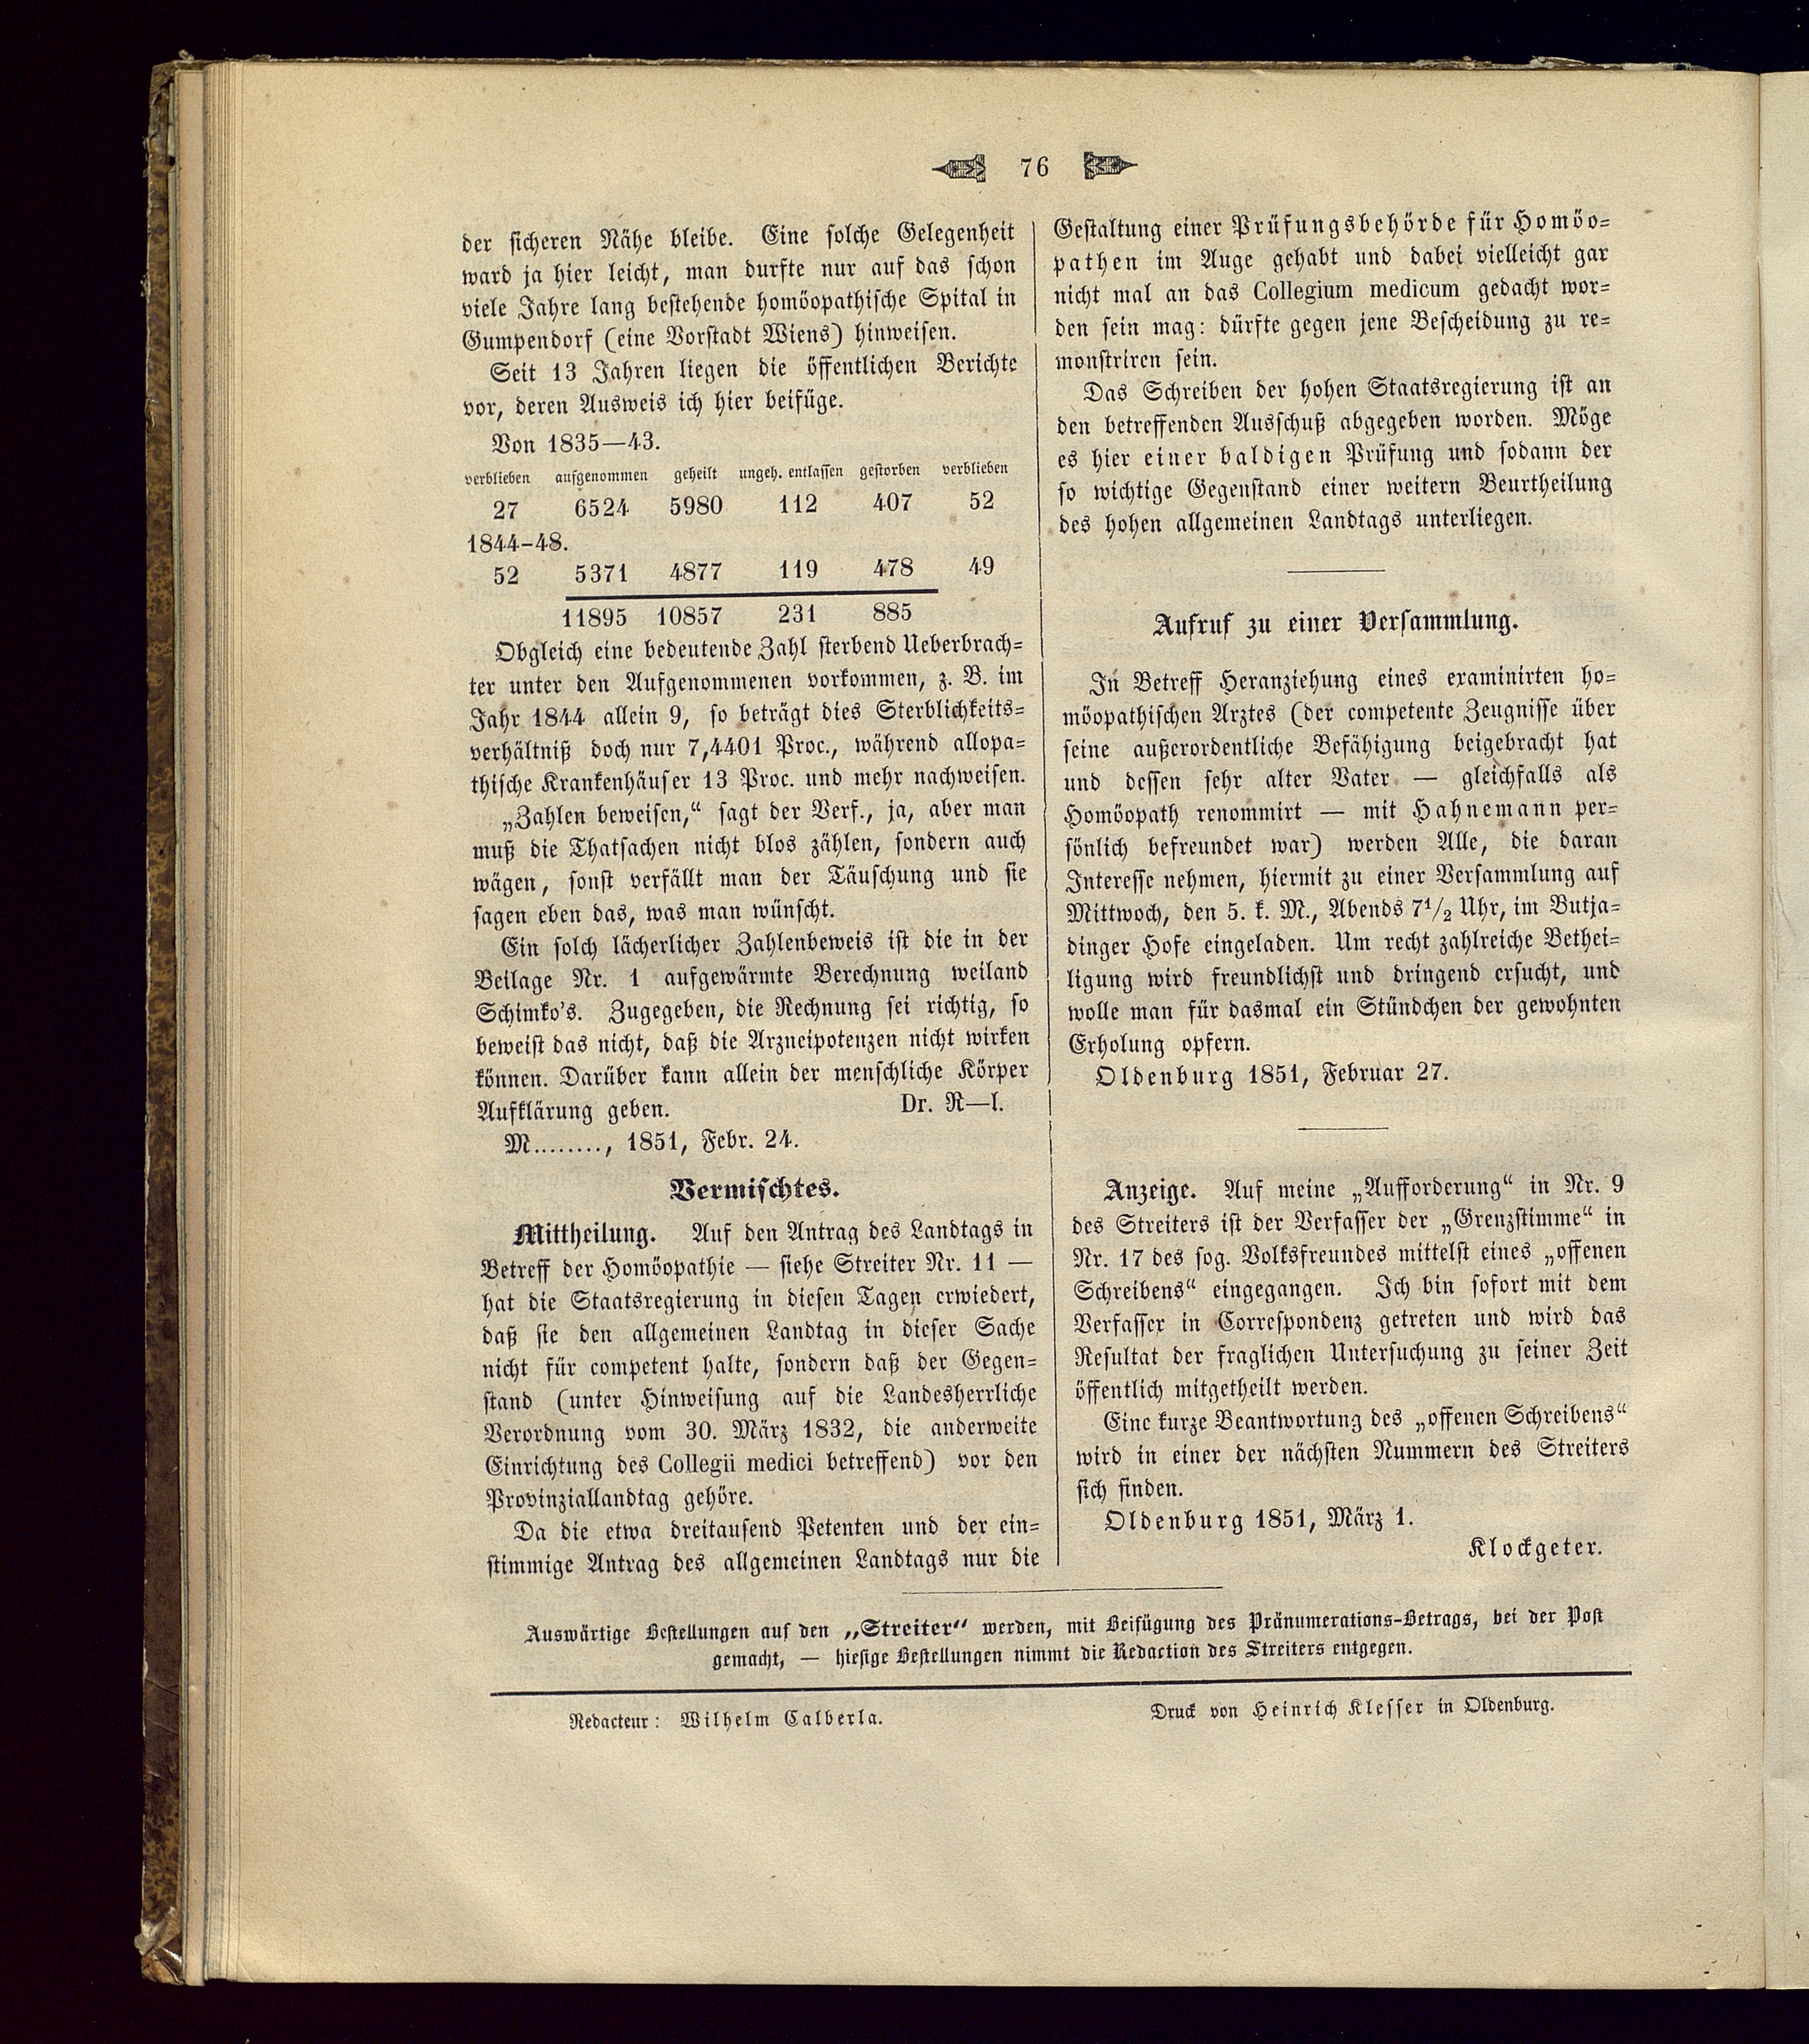 76
der sicheren Nähe bleibe. Eine solche Gelegenheit
ward ja hier leicht, man durfte nur auf das schon
viele Jahre lang bestehende homöopathische Spital in
Gumpendorf (eine Vorstadt Wiens) hinweisen.
Seit 13 Jahren liegen die öffentlichen Berichte
vor, deren Ausweis ich hier beifüge.
Von 1835—43.
verblieben aufgenommen geheilt ungeh. entlassen gestorben verblieben
27 6524 5980 112 407 52
1844-48.
52 5371 4877 119 478 49
11895 10857 231 885
Obgleich eine bedeutende Zahl sterbend Ueberbrach=
ter unter den Aufgenommenen vorkommen, z. B. im
Jahr 1844 allein 9, so beträgt dies Sterblichkeits=
verhältniß doch nur 7,4401 Proc., während allopa=
thische Krankenhäuser 13 Proc. und mehr nachweisen.
„Zahlen beweisen,“ sagt der Verf., ja, aber man
muß die Thatsachen nicht blos zählen, sondern auch
wägen, sonst verfällt man der Täuschung und sie
sagen eben das, was man wünscht.
Ein solch lächerlicher Zahlenbeweis ist die in der
Beilage Nr. 1 aufgewärmte Berechnung weiland
Schimko's. Zugegeben, die Rechnung sei richtig, so
beweist das nicht, daß die Arzneipotenzen nicht wirken
können. Darüber kann allein der menschliche Körper
Aufklärung geben. Dr. R—l.
M........, 1851, Febr. 24.
Vermischtes.
Mittheilung. Auf den Antrag des Landtags in
Betreff der Homöopathie — siehe Streiter Nr. 11 —
hat die Staatsregierung in diesen Tagen erwiedert,
daß sie den allgemeinen Landtag in dieser Sache
nicht für competent halte, sondern daß der Gegen=
stand (unter Hinweisung auf die Landesherrliche
Verordnung vom 30. März 1832, die anderweite
Einrichtung des Collegii medici betreffend) vor den
Provinziallandtag gehöre.
Da die etwa dreitausend Petenten und der ein=
stimmige Antrag des allgemeinen Landtags nur die
Gestaltung einer Prüfungsbehörde für Homöo=
pathen im Auge gehabt und dabei vielleicht gar
nicht mal an das Collegium medicum gedacht wor=
den sein mag: dürfte gegen jene Bescheidung zu re=
monstriren sein.
Das Schreiben der hohen Staatsregierung ist an
den betreffenden Ausschuß abgegeben worden. Möge
es hier einer baldigen Prüfung und sodann der
so wichtige Gegenstand einer weitern Beurtheilung
des hohen allgemeinen Landtags unterliegen.
Aufruf zu einer Versammlung.
In Betreff Heranziehung eines examinirten ho=
möopathischen Arztes (der competente Zeugnisse über
seine außerordentliche Befähigung beigebracht hat
und dessen sehr alter Vater — gleichfalls als
Homöopath renommirt — mit Hahnemann per=
sönlich befreundet war) werden Alle, die daran
Interesse nehmen, hiermit zu einer Versammlung auf
Mittwoch, den 5. k. M., Abends 7½ Uhr, im Butja=
dinger Hofe eingeladen. Um recht zahlreiche Bethei=
ligung wird freundlichst und dringend ersucht, und
wolle man für dasmal ein Stündchen der gewohnten
Erholung opfern.
Oldenburg 1851, Februar 27.
Anzeige. Auf meine „Aufforderung“ in Nr. 9
des Streiters ist der Verfasser der „Grenzstimme“ in
Nr. 17 des sog. Volksfreundes mittelst eines „offenen
Schreibens“ eingegangen. Ich bin sofort mit dem
Verfasser in Correspondenz getreten und wird das
Resultat der fraglichen Untersuchung zu seiner Zeit
öffentlich mitgetheilt werden.
Eine kurze Beantwortung des „offenen Schreibens“
wird in einer der nächsten Nummern des Streiters
sich finden.
Oldenburg 1851, März 1.
Klockgeter.
Auswärtige Bestellungen auf den „Streiter“ werden, mit Beifügung des Pränumerations-Betrags, bei der Post
gemacht, — hiesige Bestellungen nimmt die Redaction des Streiters entgegen.
Redacteur: Wilhelm Calberla. Druck von Heinrich Klesser in Oldenburg.